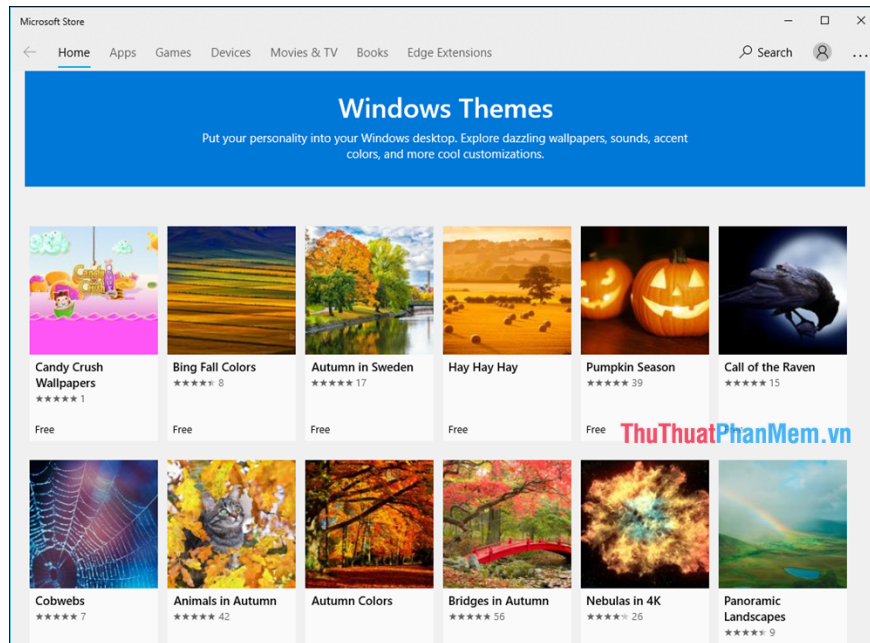 Microsoft Store
Home Apps Games Devices Movies & TV Books Edge Extensions Search
Windows Themes
Put your personality into your Windows desktop. Explore dazzling wallpapers, sounds, accent
colors, and more cool customizations.
Candy Crush
Candy Crush
Wallpapers
1
Free
Bing Fall Colors
8
Free
Autumn in Sweden
17
Free
Hay Hay Hay
Free
Pumpkin Season
39
Free
Call of the Raven
15
ThuThuatPhanMem.vn
Cobwebs
7
Animals in Autumn
42
Autumn Colors
Bridges in Autumn
56
Nebulas in 4K
26
Panoramic
Landscapes
9